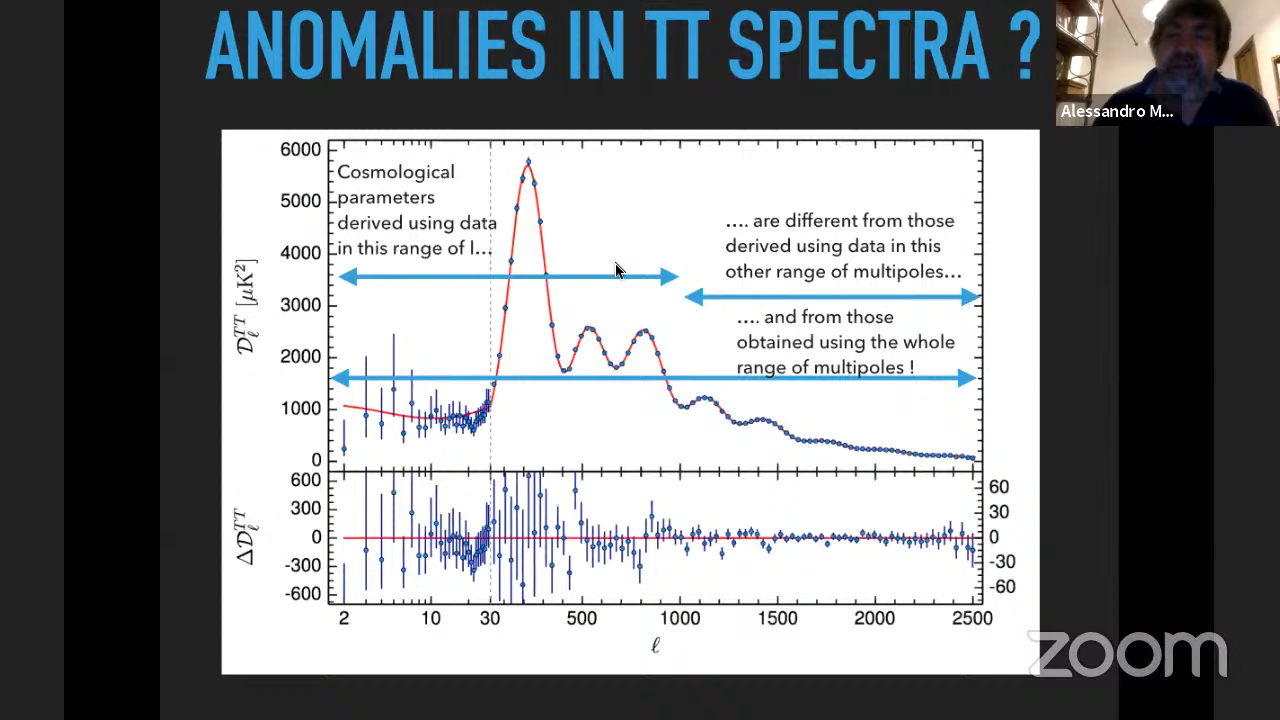 ANOMALIES IN TT SPECTRA ?
Alessandro M...
Cosmological
parameters
derived using data
in this range of l…
…. are different from those
derived using data in this
other range of multipoles…
…. and from those
obtained using the whole
range of multipoles !
6000
5000
4000
3000
2000
1000
0
𝒟ℓᵀᵀ [μK²]
600
300
0
-300
-600
Δ𝒟ℓᵀᵀ
60
30
0
-30
-60
2 10 30 500 1000 1500 2000 2500
ℓ
zoom